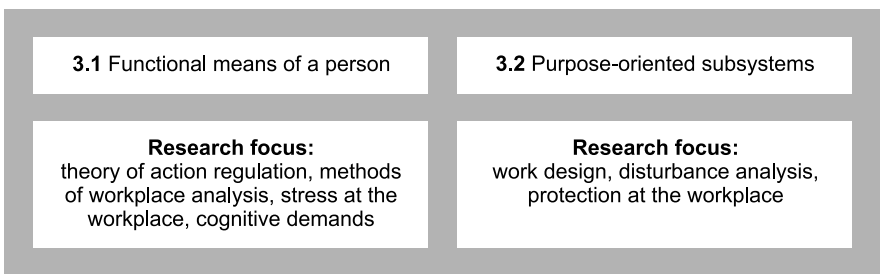 3.1 Functional means of a person
3.2 Purpose-oriented subsystems
Research focus:
theory of action regulation, methods
of workplace analysis, stress at the
workplace, cognitive demands
Research focus:
work design, disturbance analysis,
protection at the workplace